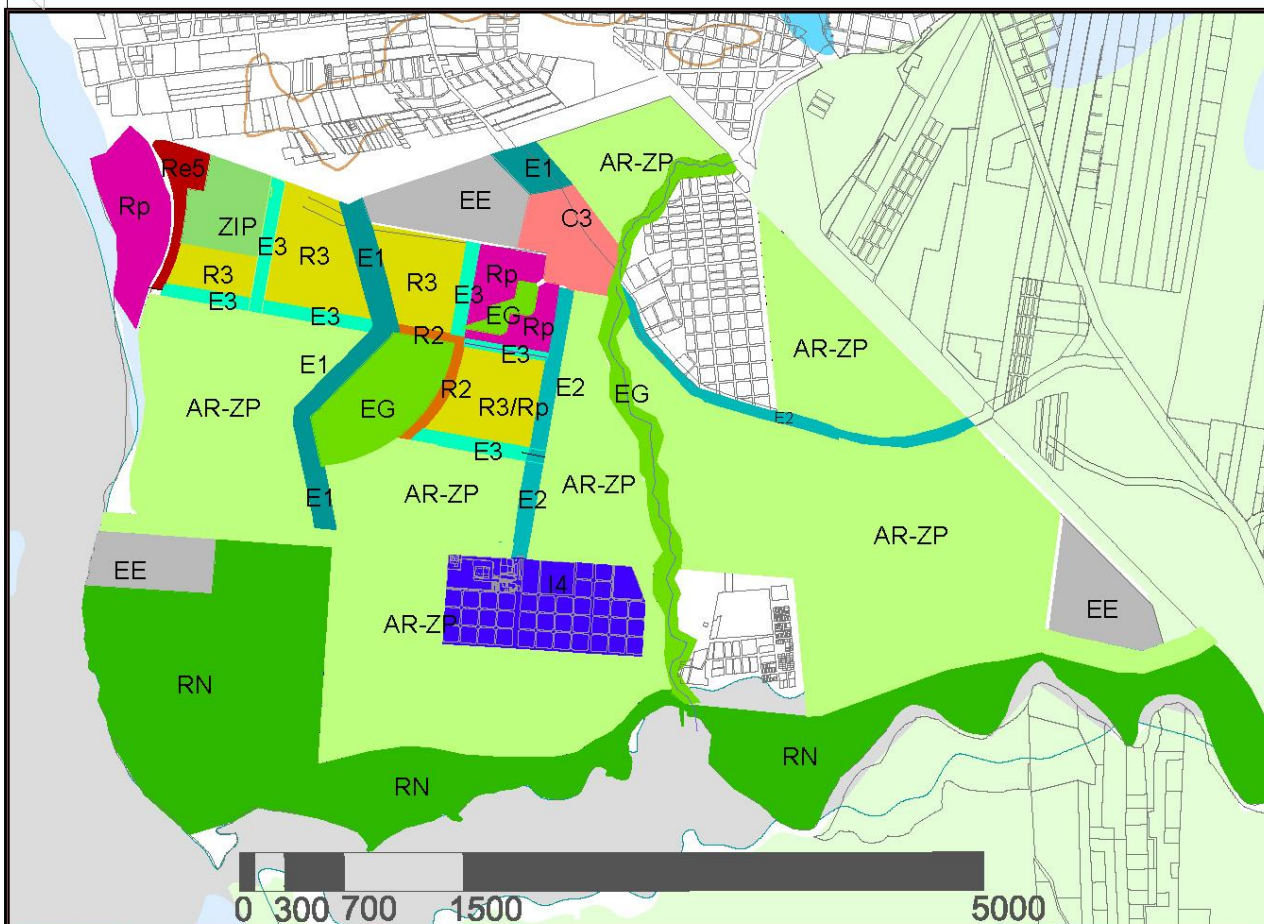 AR-ZP
E1
Re5
EE
Rp
C3
ZIP
E3
R3
E1
Rp
R3
R3
E3
E3
EG
Rp
E3
R2
E3
AR-ZP
E1
R2
E2
EG
AR-ZP
EG
R3/Rp
E2
E3
AR-ZP
AR-ZP
E1
E2
AR-ZP
EE
I4
EE
AR-ZP
RN
RN
RN
0 300 700 1500 5000